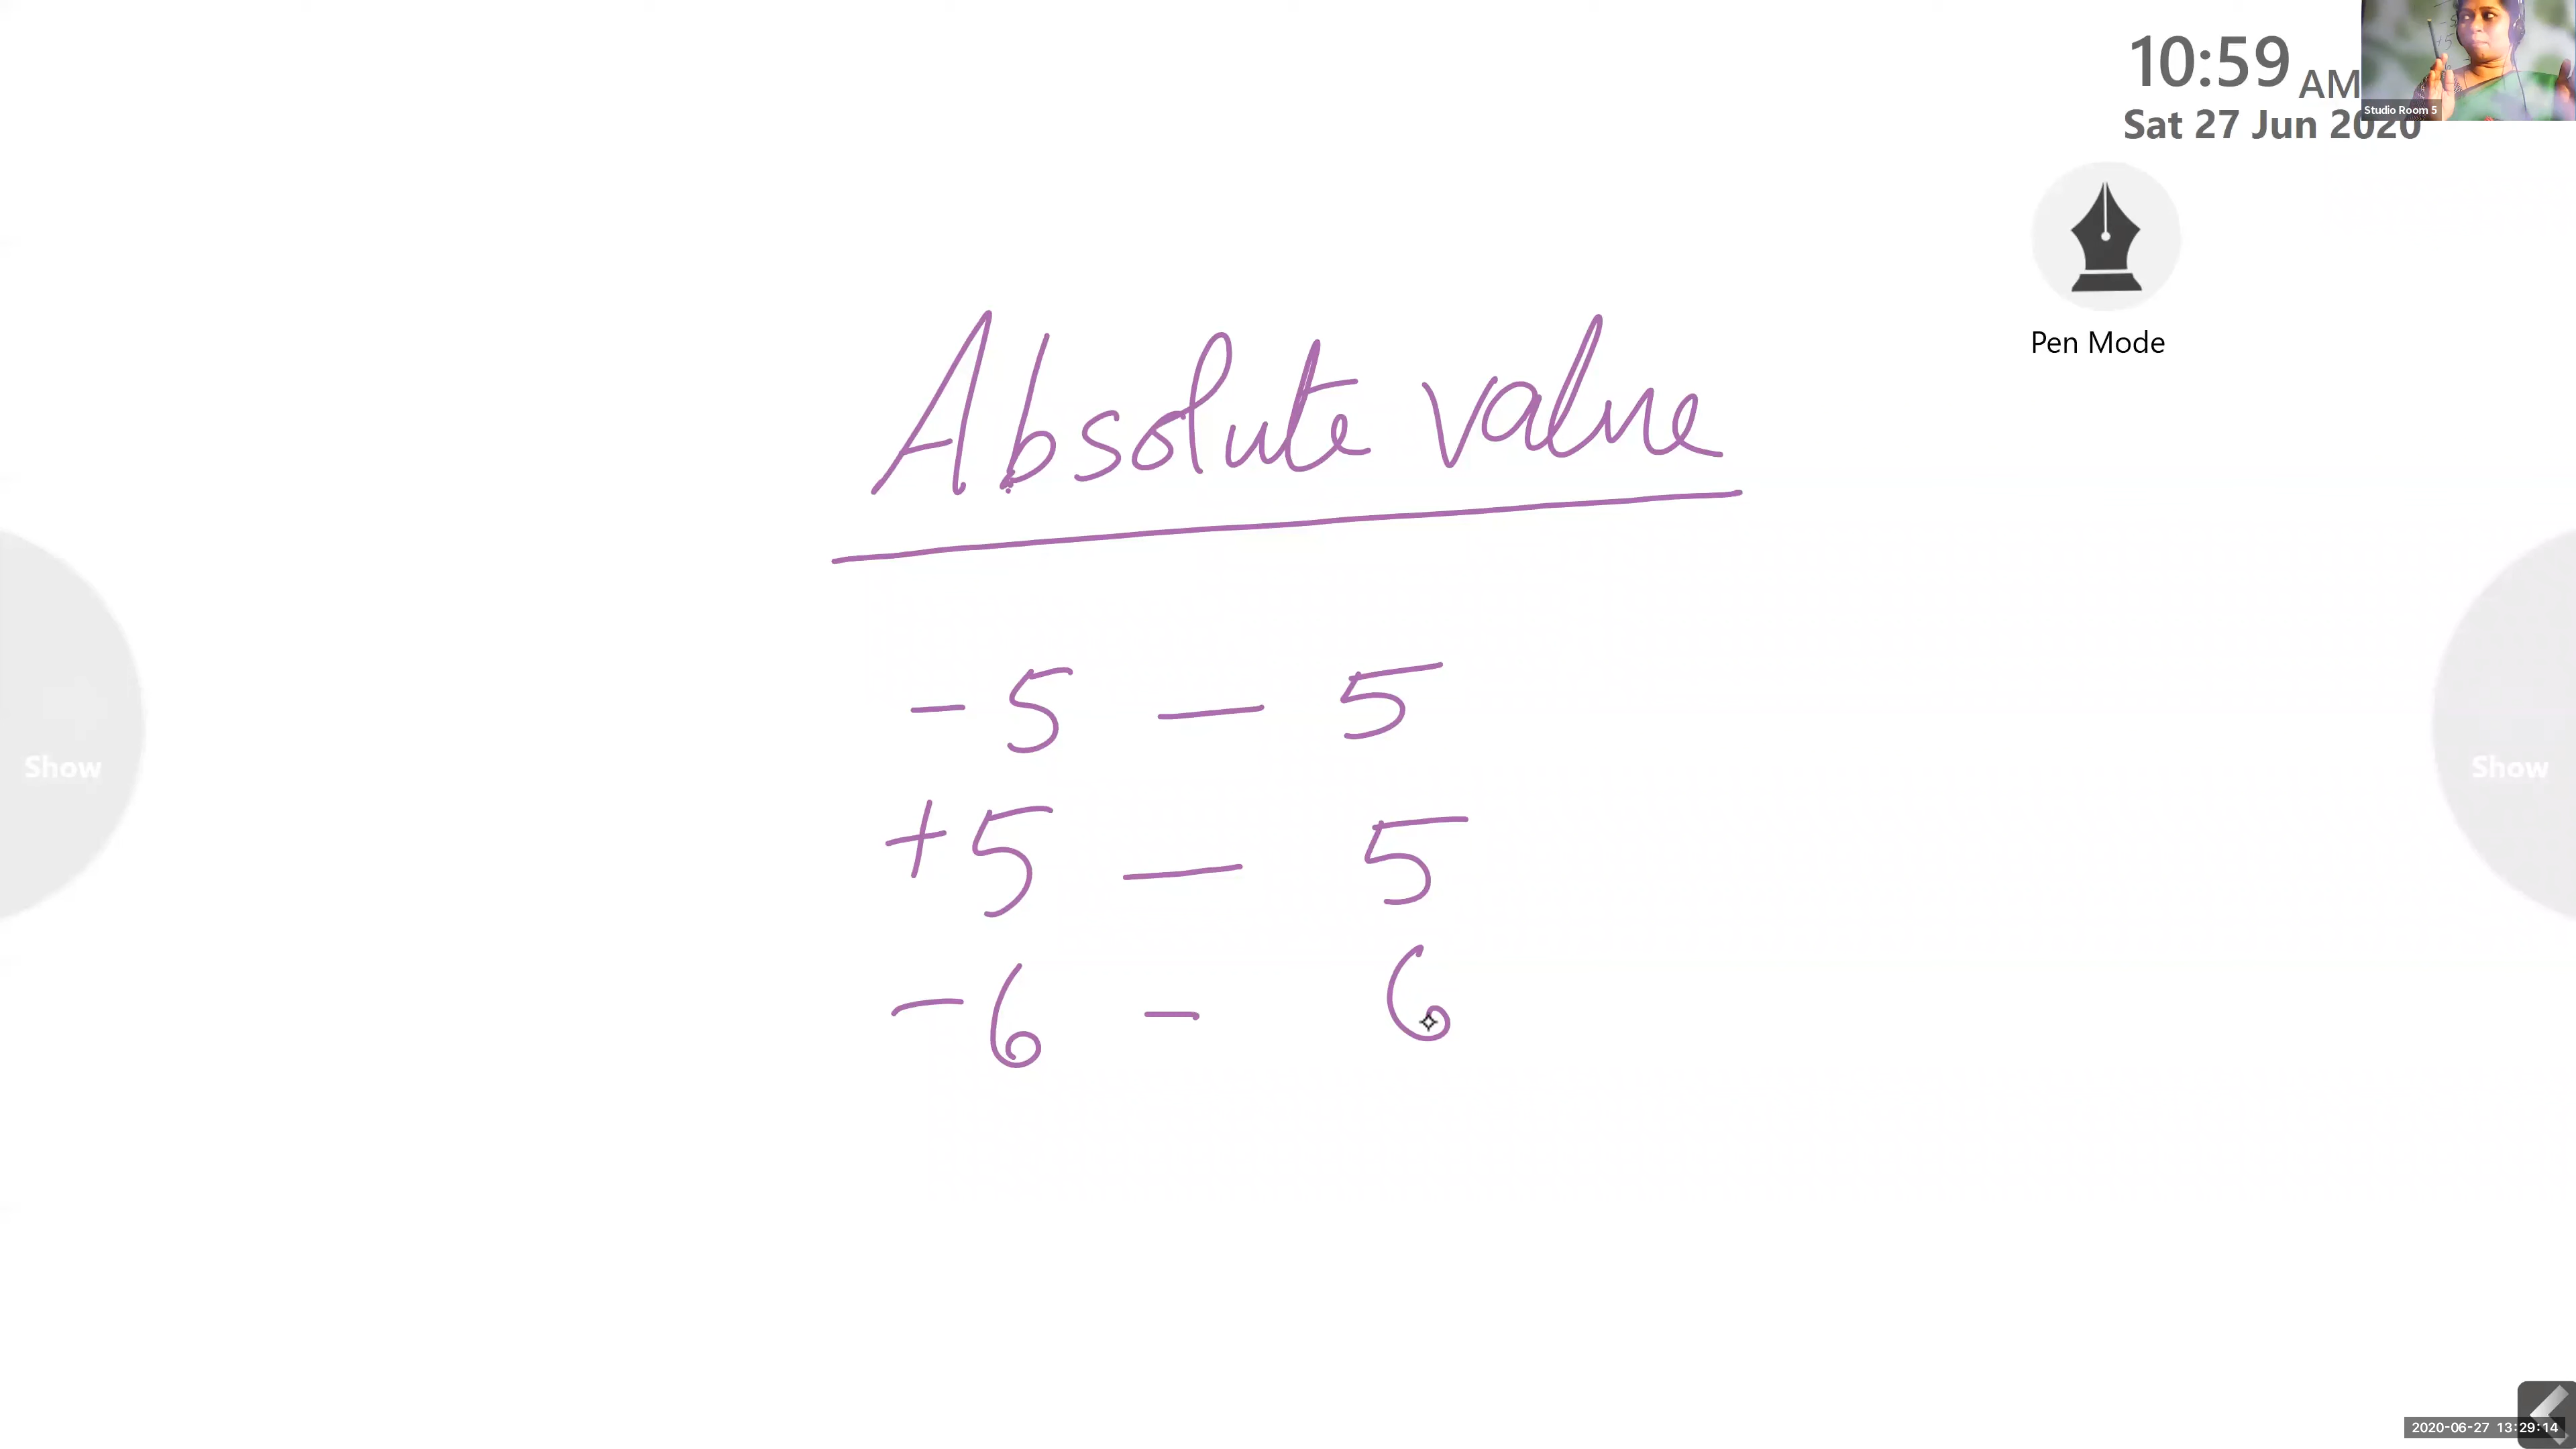 10:59 AM
Sat 27 Jun 2020
Studio Room 5
Pen Mode
Absolute value
- 5 — 5
+5 — 5
Show
Show
- 6 - 6
2020-06-27 13:29:14